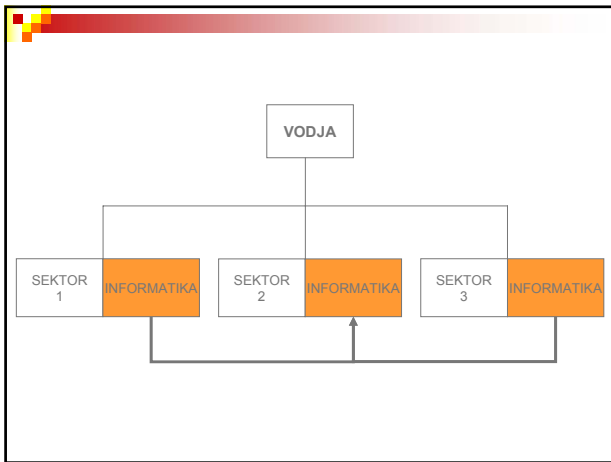 VODJA
SEKTOR
1
INFORMATIKA
SEKTOR
2
INFORMATIKA
SEKTOR
3
INFORMATIKA